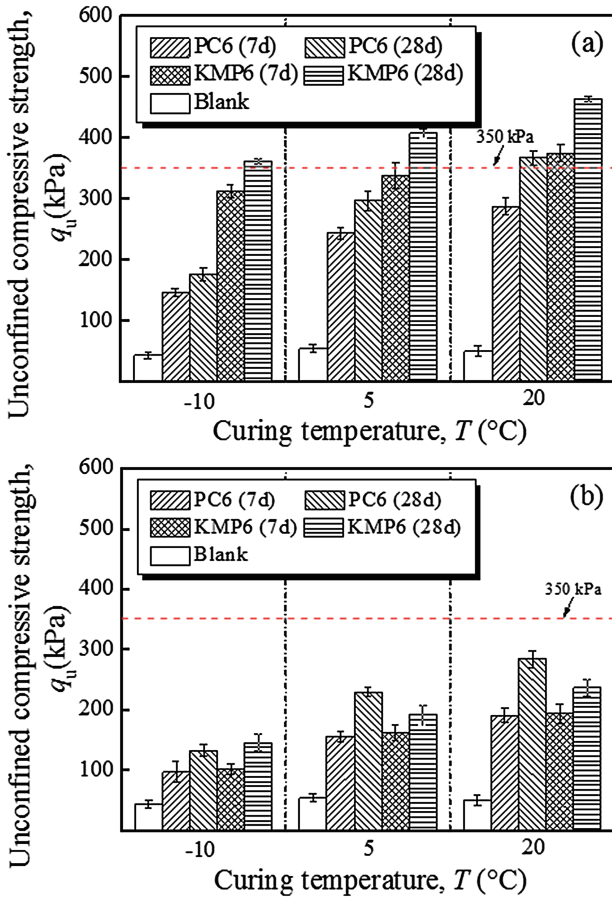 Unconfined compressive strength,
qu(kPa)
600
500
400
300
200
100
PC6 (7d) PC6 (28d)
KMP6 (7d) KMP6 (28d)
Blank
(a)
350 kPa
-10 5 20
Curing temperature, T (°C)
Unconfined compressive strength,
qu(kPa)
600
500
400
300
200
100
PC6 (7d) PC6 (28d)
KMP6 (7d) KMP6 (28d)
Blank
(b)
350 kPa
-10 5 20
Curing temperature, T (°C)